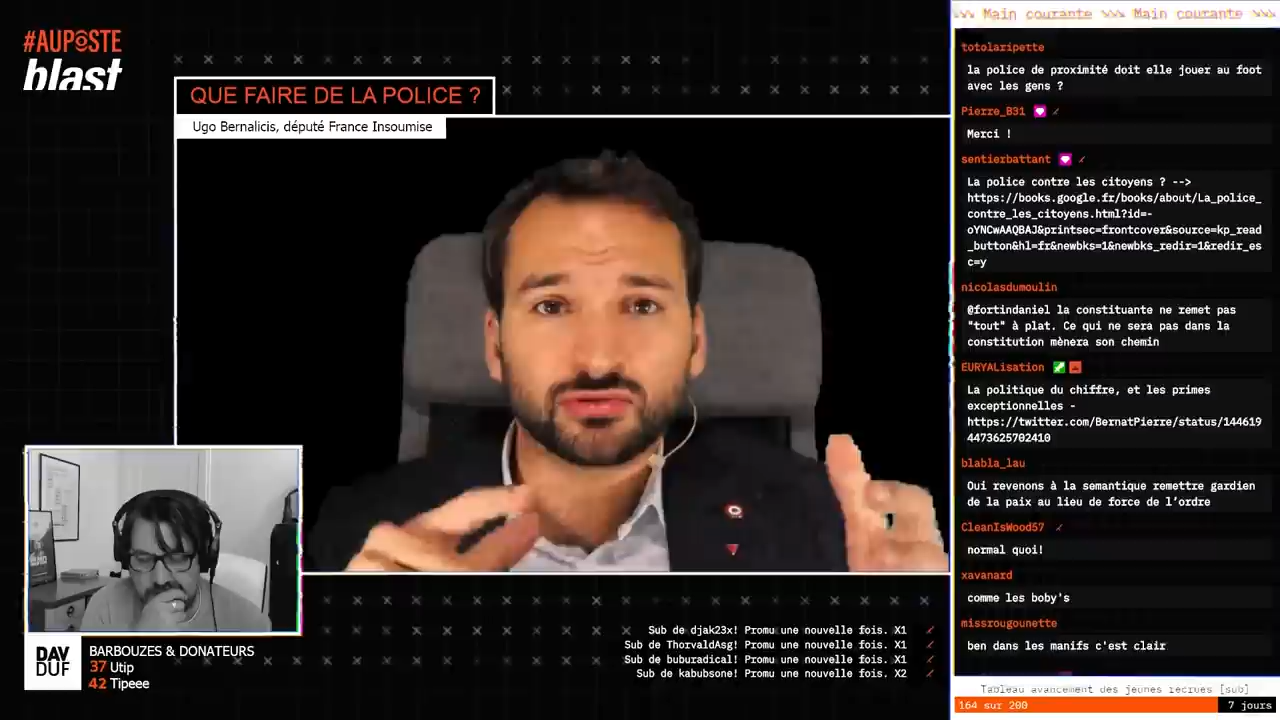 #AUPOSTE
blast
QUE FAIRE DE LA POLICE ?
Ugo Bernalicis, député France Insoumise
DAV
DUF
BARBOUZES & DONATEURS
37 Utip
42 Tipeee
Sub de djak23x! Promu une nouvelle fois. X1
Sub de ThorvaldAsg! Promu une nouvelle fois. X1
Sub de buburadical! Promu une nouvelle fois. X1
Sub de kabubsone! Promu une nouvelle fois. X2
>>> Main courante >>> Main courante >>>
totolaripette
la police de proximité doit elle jouer au foot
avec les gens ?
Pierre_B31
Merci !
sentierbattant
La police contre les citoyens ? -->
https://books.google.fr/books/about/La_police_
contre_les_citoyens.html?id=-
oYNCwAAQBAJ&printsec=frontcover&source=kp_read
_button&hl=fr&newbks=1&newbks_redir=1&redir_es
c=y
nicolasdumoulin
@fortindaniel la constituante ne remet pas
"tout" à plat. Ce qui ne sera pas dans la
constitution mènera son chemin
EURYALisation
La politique du chiffre, et les primes
exceptionnelles -
https://twitter.com/BernatPierre/status/144619
4473625702410
blabla_lau
Oui revenons à la semantique remettre gardien
de la paix au lieu de force de l'ordre
CleanIsWood57
normal quoi!
xavanard
comme les boby's
missrougounette
ben dans les manifs c'est clair
Tableau avancement des jeunes recrues [sub]
164 sur 200
7 jours